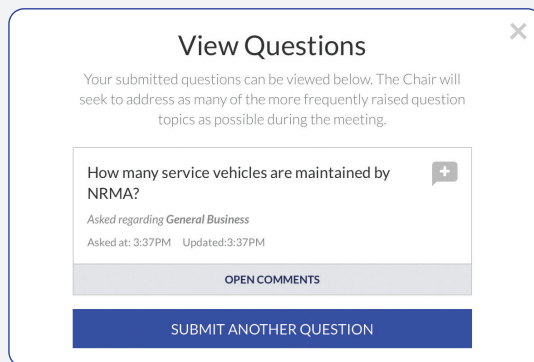 View Questions
Your submitted questions can be viewed below. The Chair will
seek to address as many of the more frequently raised question
topics as possible during the meeting.
How many service vehicles are maintained by
NRMA?
Asked regarding General Business
Asked at: 3:37PM Updated:3:37PM
OPEN COMMENTS
SUBMIT ANOTHER QUESTION